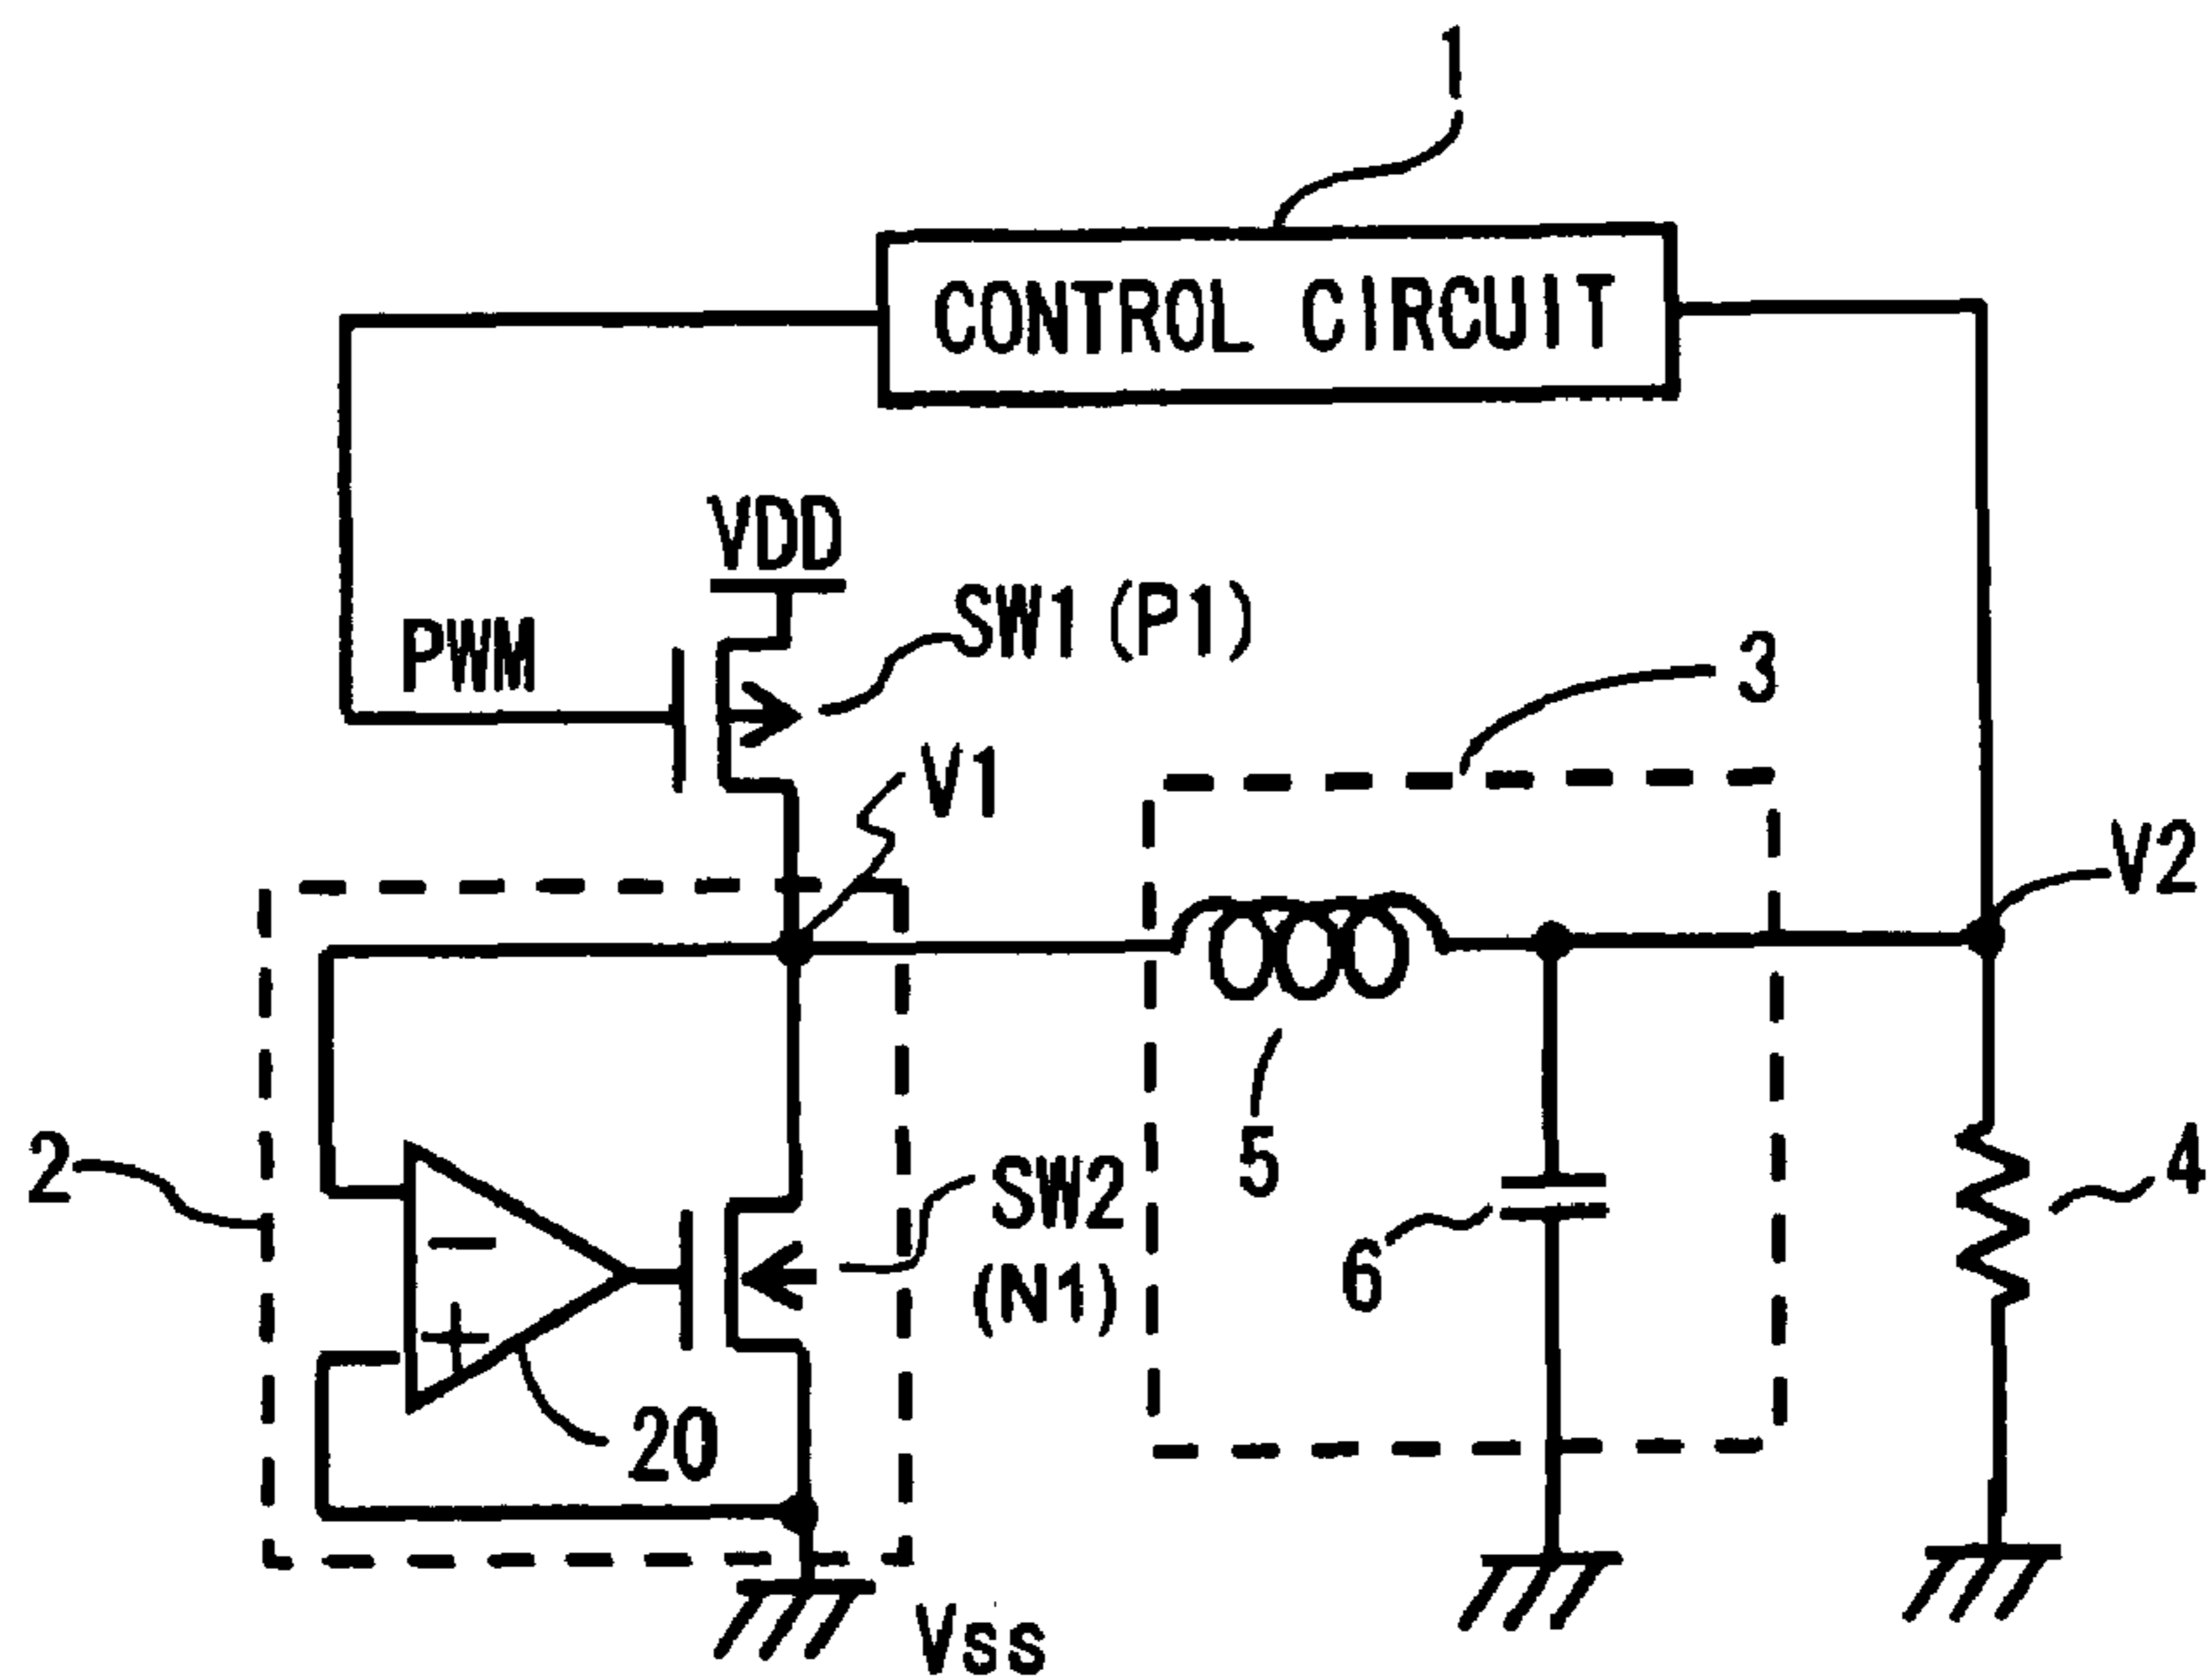 1
CONTROL CIRCUIT
VDD
SW1 (P1)
PWM
3
V1
V2
2
SW2
(N1)
5
4
6
20
Vss